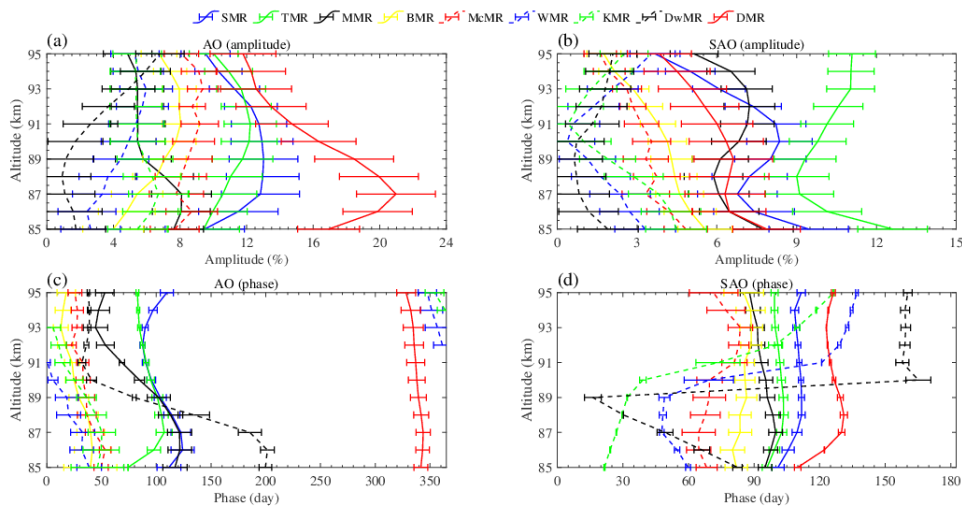 SMR TMR MMR BMR McMR WMR KMR DwMR DMR
(a) AO (amplitude)
95
93
91
89
87
85
Altitude (km)
0 4 8 12 16 20 24
Amplitude (%)
(b) SAO (amplitude)
95
93
91
89
87
85
Altitude (km)
0 3 6 9 12 15
Amplitude (%)
(c) AO (phase)
95
93
91
89
87
85
Altitude (km)
0 50 100 150 200 250 300 350
Phase (day)
(d) SAO (phase)
95
93
91
89
87
85
Altitude (km)
0 30 60 90 120 150 180
Phase (day)